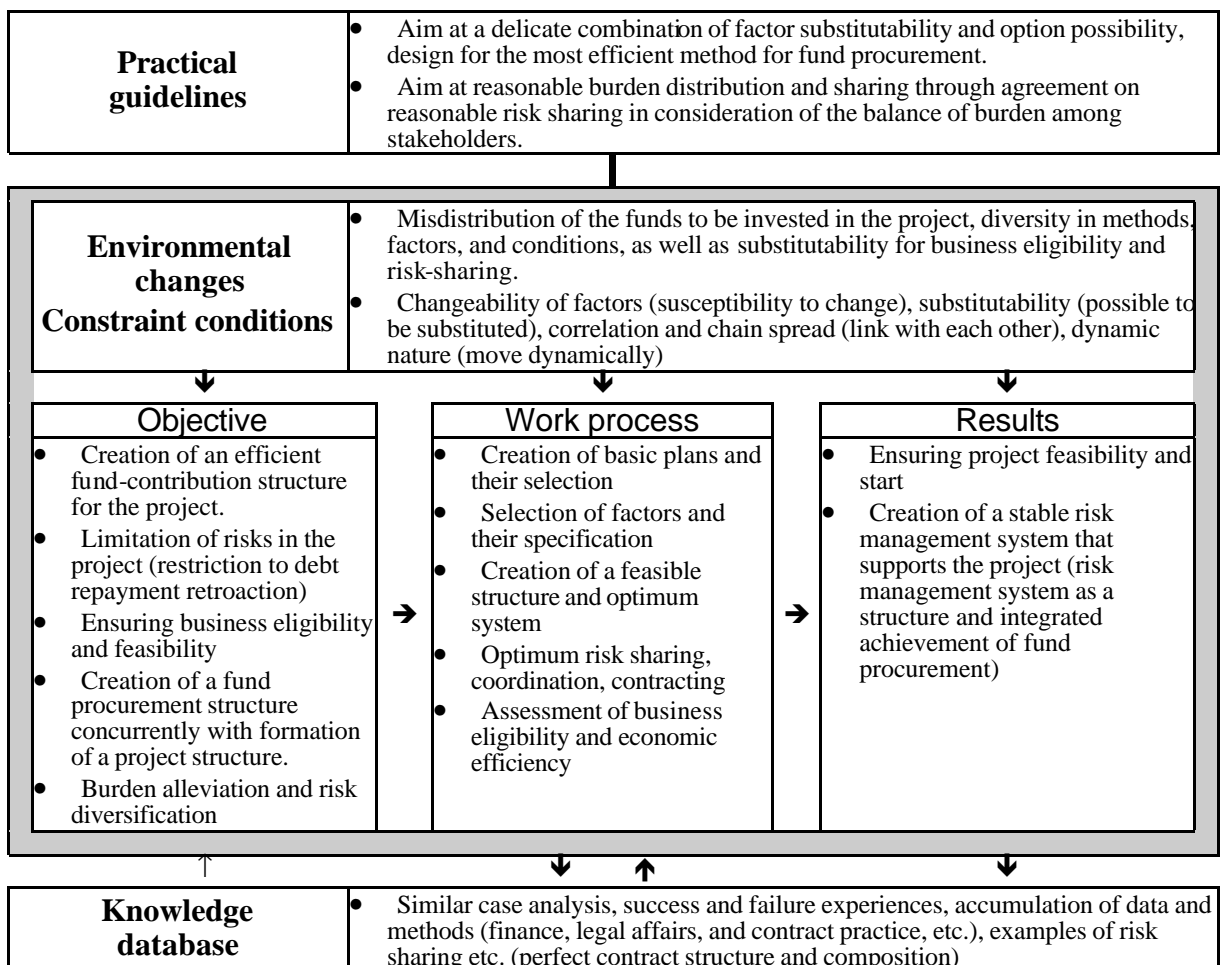 Practical
guidelines
● Aim at a delicate combination of factor substitutability and option possibility,
design for the most efficient method for fund procurement.
● Aim at reasonable burden distribution and sharing through agreement on
reasonable risk sharing in consideration of the balance of burden among
stakeholders.
Environmental
changes
Constraint conditions
● Misdistribution of the funds to be invested in the project, diversity in methods,
factors, and conditions, as well as substitutability for business eligibility and
risk-sharing.
● Changeability of factors (susceptibility to change), substitutability (possible to
be substituted), correlation and chain spread (link with each other), dynamic
nature (move dynamically)
Objective
● Creation of an efficient
fund-contribution structure
for the project.
● Limitation of risks in the
project (restriction to debt
repayment retroaction)
● Ensuring business eligibility
and feasibility
● Creation of a fund
procurement structure
concurrently with formation
of a project structure.
● Burden alleviation and risk
diversification
Work process
● Creation of basic plans and
their selection
● Selection of factors and
their specification
● Creation of a feasible
structure and optimum
system
● Optimum risk sharing,
coordination, contracting
● Assessment of business
eligibility and economic
efficiency
Results
● Ensuring project feasibility and
start
● Creation of a stable risk
management system that
supports the project (risk
management system as a
structure and integrated
achievement of fund
procurement)
Knowledge
database
● Similar case analysis, success and failure experiences, accumulation of data and
methods (finance, legal affairs, and contract practice, etc.), examples of risk
sharing etc. (perfect contract structure and composition)